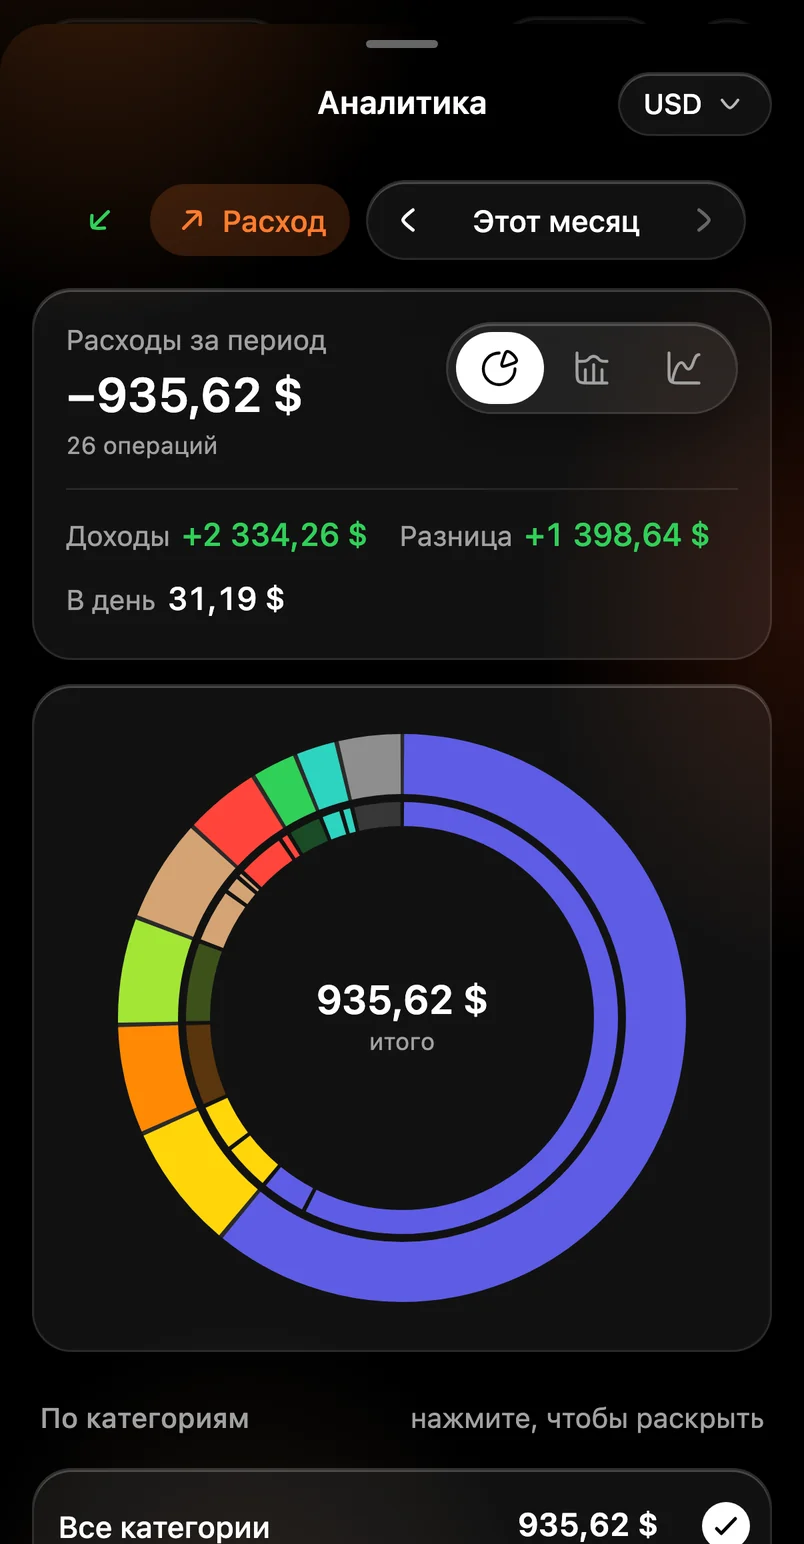 Аналитика
USD
Расход
Этот месяц
Расходы за период
–935,62 $
26 операций
Доходы +2 334,26 $ Разница +1 398,64 $
В день 31,19 $
935,62 $
итого
По категориям нажмите, чтобы раскрыть
Все категории 935,62 $